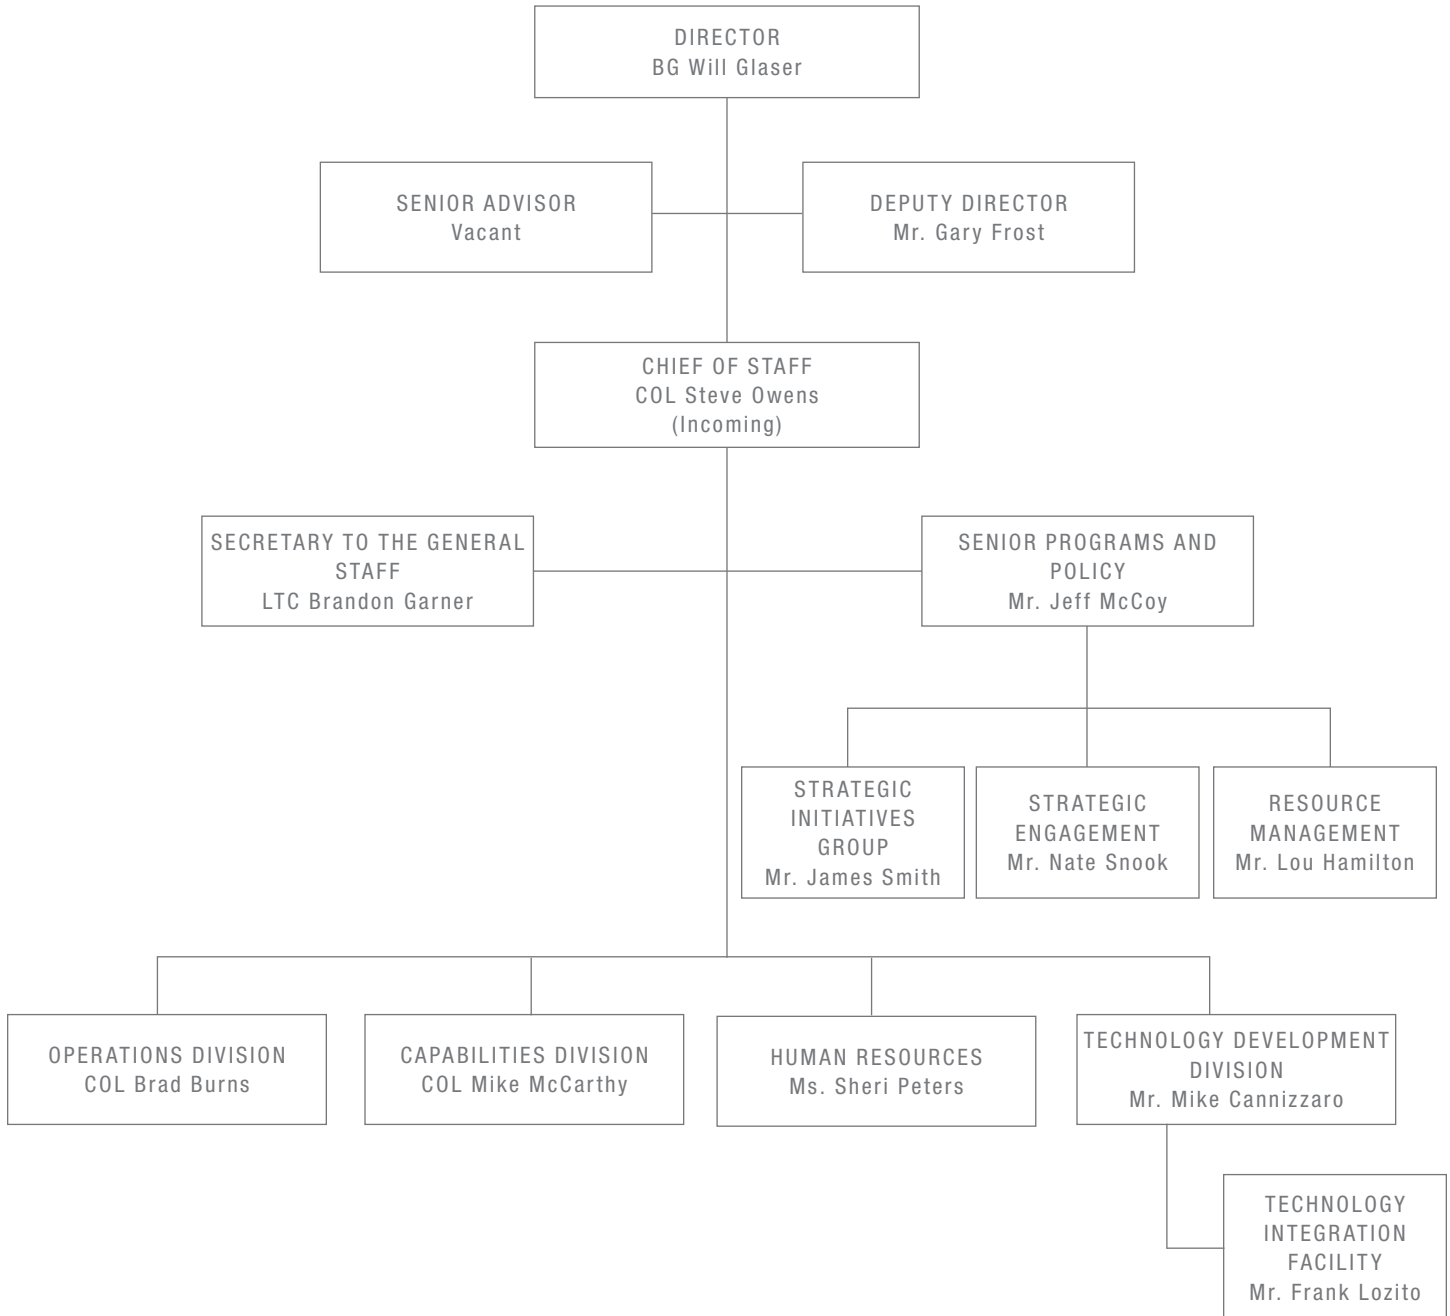 DIRECTOR
BG Will Glaser
SENIOR ADVISOR
Vacant
DEPUTY DIRECTOR
Mr. Gary Frost
CHIEF OF STAFF
COL Steve Owens
(Incoming)
SECRETARY TO THE GENERAL
STAFF
LTC Brandon Garner
SENIOR PROGRAMS AND
POLICY
Mr. Jeff McCoy
STRATEGIC
INITIATIVES
GROUP
Mr. James Smith
STRATEGIC
ENGAGEMENT
Mr. Nate Snook
RESOURCE
MANAGEMENT
Mr. Lou Hamilton
OPERATIONS DIVISION
COL Brad Burns
CAPABILITIES DIVISION
COL Mike McCarthy
HUMAN RESOURCES
Ms. Sheri Peters
TECHNOLOGY DEVELOPMENT
DIVISION
Mr. Mike Cannizzaro
TECHNOLOGY
INTEGRATION
FACILITY
Mr. Frank Lozito